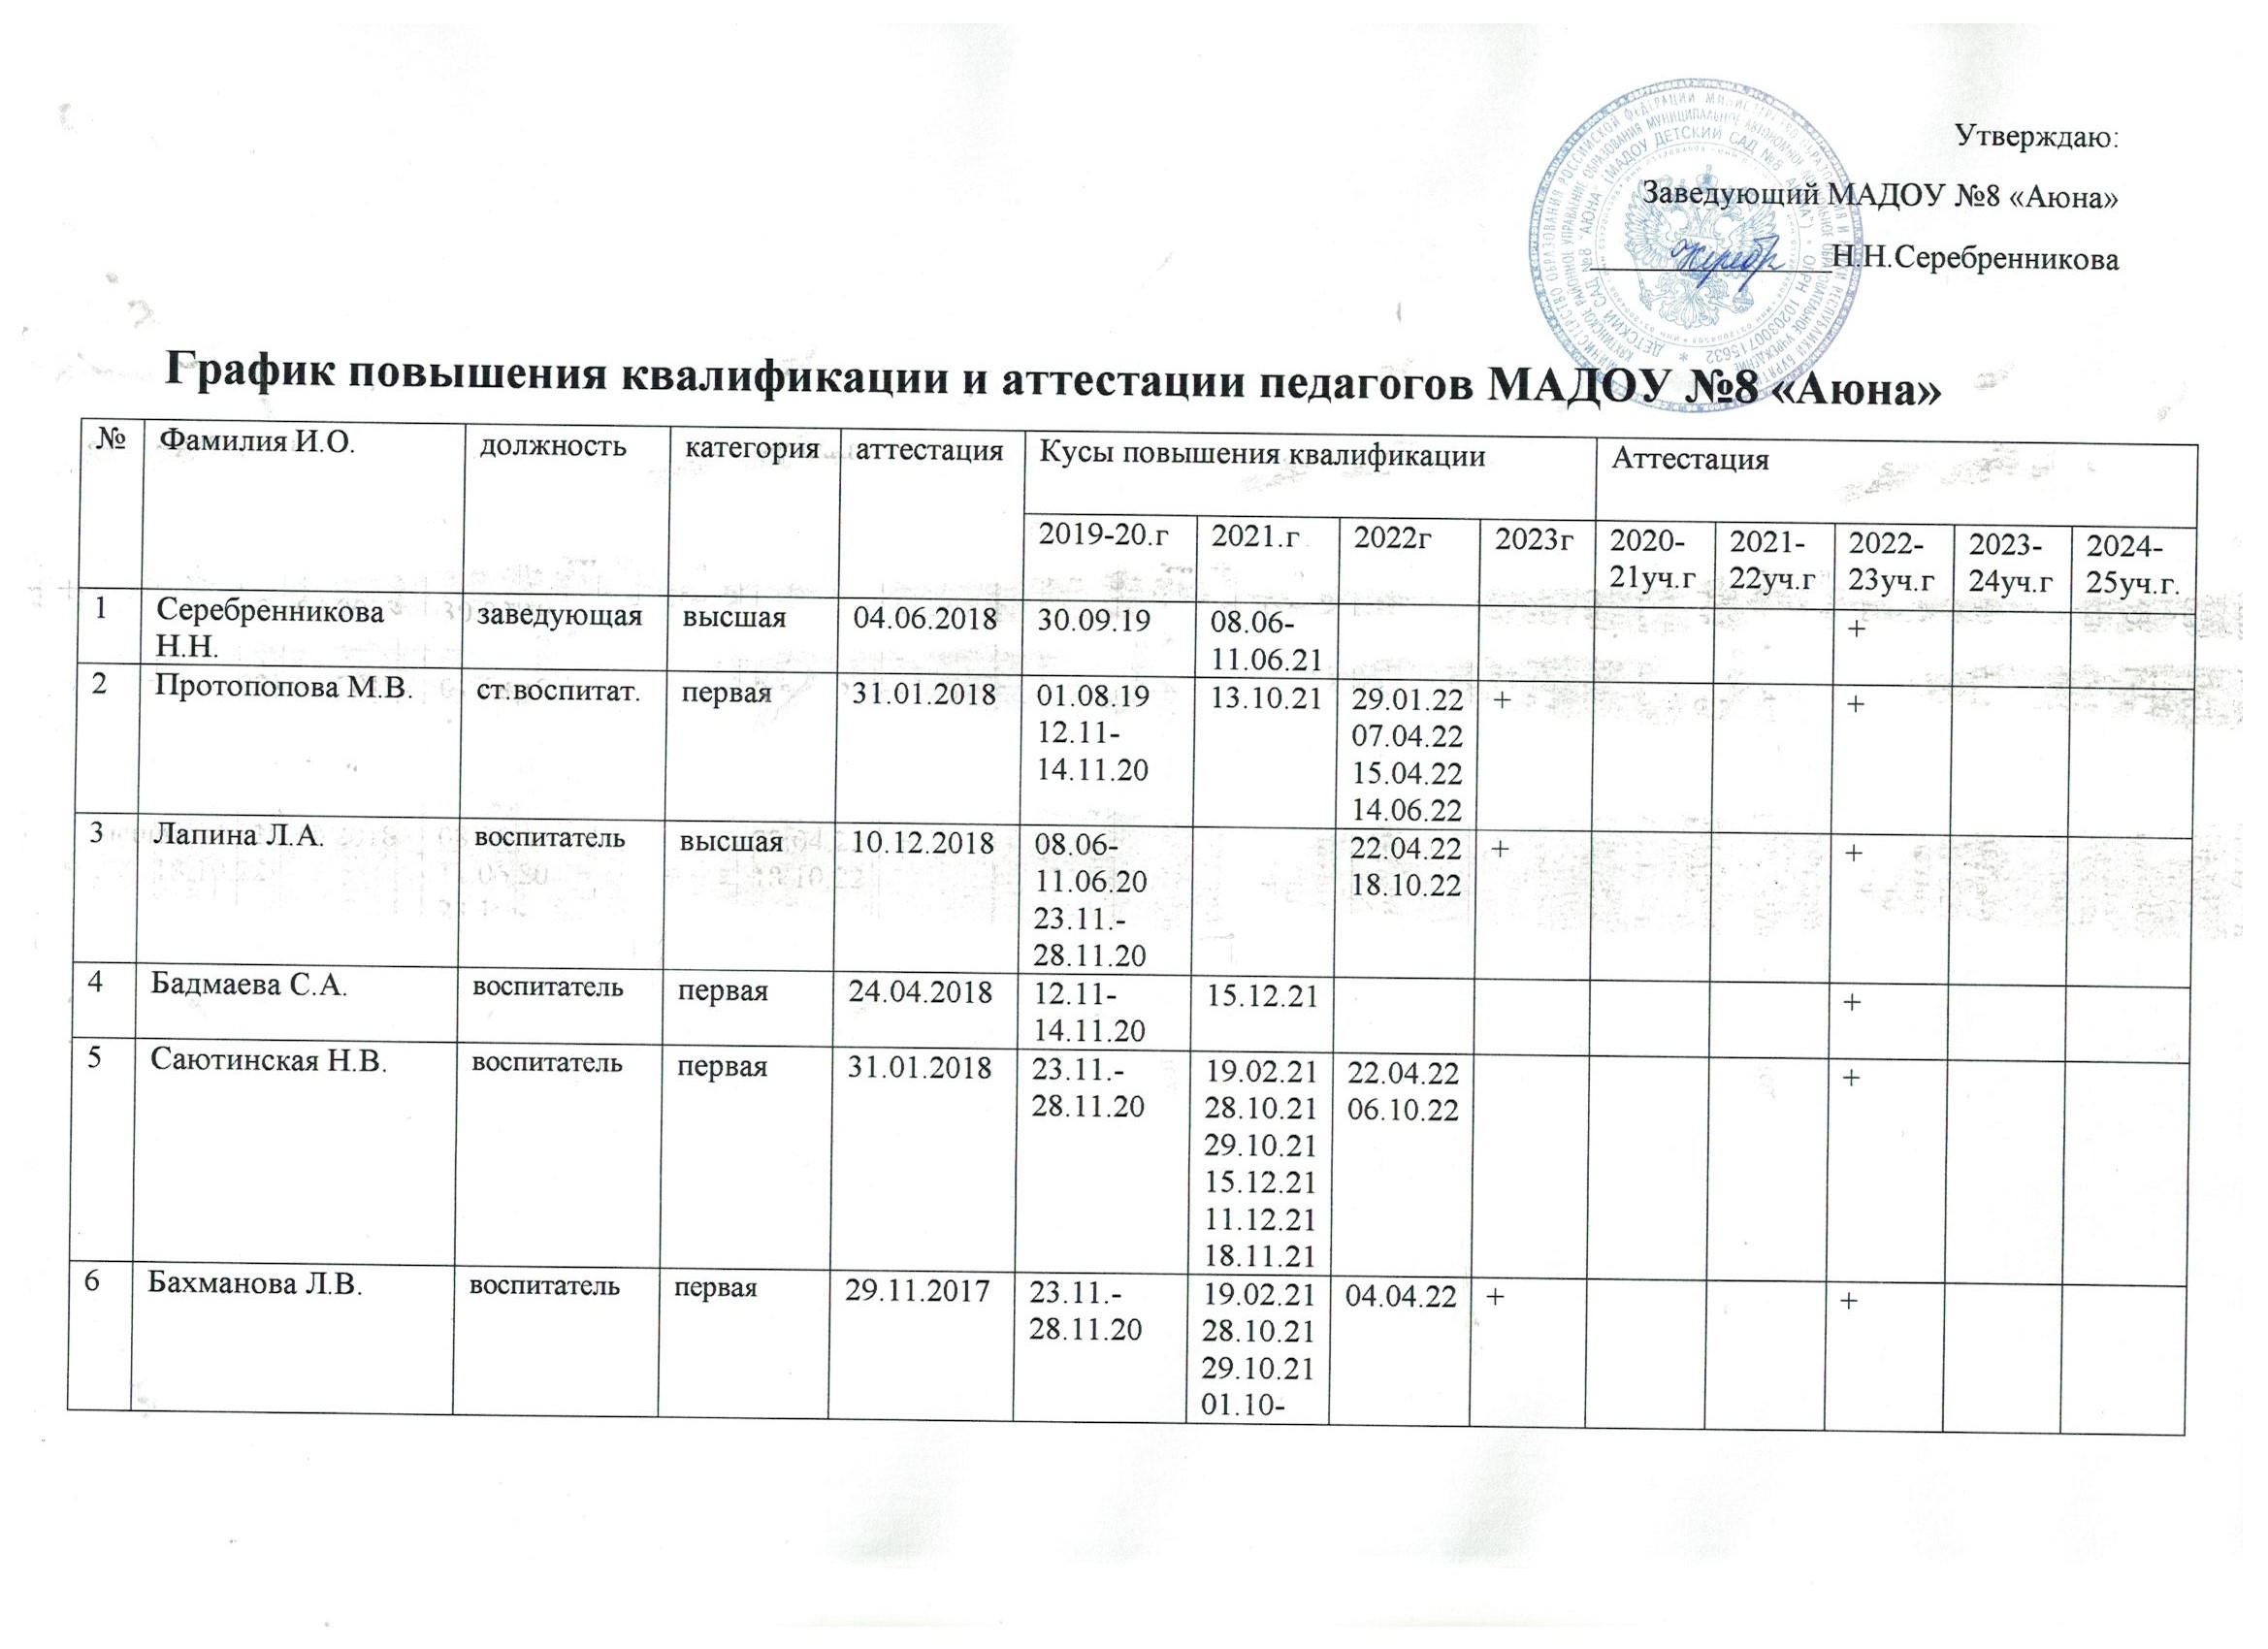 Утверждаю:
Заведующий МАДОУ №8 «Аюна»
Н.Н.Серебренникова
График повышения квалификации и аттестации педагогов МАДОУ №8 «Аюна»
№ Фамилия И.О. должность категория аттестация Кусы повышения квалификации Аттестация
2019-20.г 2021.г 2022г 2023г 2020- 2021- 2022- 2023- 2024-
21уч.г 22уч.г 23уч.г 24уч.г 25уч.г.
1 Серебренникова заведующая высшая 04.06.2018 30.09.19 08.06- +
Н.Н. 11.06.21
2 Протопопова М.В. ст.воспитат. первая 31.01.2018 01.08.19 13.10.21 29.01.22 + +
12.11- 07.04.22
14.11.20 15.04.22
14.06.22
3 Лапина Л.А. воспитатель высшая 10.12.2018 08.06- 22.04.22 + +
11.06.20 18.10.22
23.11.-
28.11.20
4 Бадмаева С.А. воспитатель первая 24.04.2018 12.11- 15.12.21 +
14.11.20
5 Саютинская Н.В. воспитатель первая 31.01.2018 23.11.- 19.02.21 22.04.22 +
28.11.20 28.10.21 06.10.22
29.10.21
15.12.21
11.12.21
18.11.21
6 Бахманова Л.В. воспитатель первая 29.11.2017 23.11.- 19.02.21 04.04.22 + +
28.11.20 28.10.21
29.10.21
01.10-